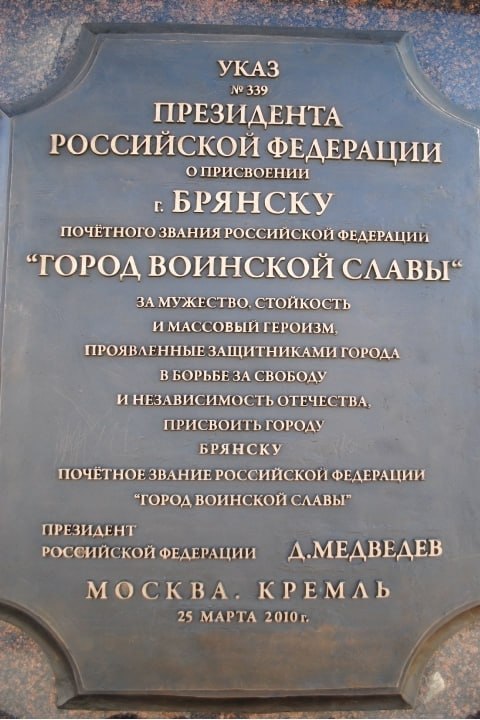 УКАЗ
№ 339
ПРЕЗИДЕНТА
РОССИЙСКОЙ ФЕДЕРАЦИИ
О ПРИСВОЕНИИ
г. БРЯНСКУ
ПОЧЁТНОГО ЗВАНИЯ РОССИЙСКОЙ ФЕДЕРАЦИИ
“ГОРОД ВОИНСКОЙ СЛАВЫ“
ЗА МУЖЕСТВО, СТОЙКОСТЬ
И МАССОВЫЙ ГЕРОИЗМ,
ПРОЯВЛЕННЫЕ ЗАЩИТНИКАМИ ГОРОДА
В БОРЬБЕ ЗА СВОБОДУ
И НЕЗАВИСИМОСТЬ ОТЕЧЕСТВА,
ПРИСВОИТЬ ГОРОДУ
БРЯНСКУ
ПОЧЁТНОЕ ЗВАНИЕ РОССИЙСКОЙ ФЕДЕРАЦИИ
“ГОРОД ВОИНСКОЙ СЛАВЫ”
ПРЕЗИДЕНТ
РОССИЙСКОЙ ФЕДЕРАЦИИ Д.МЕДВЕДЕВ
МОСКВА. КРЕМЛЬ
25 МАРТА 2010 г.